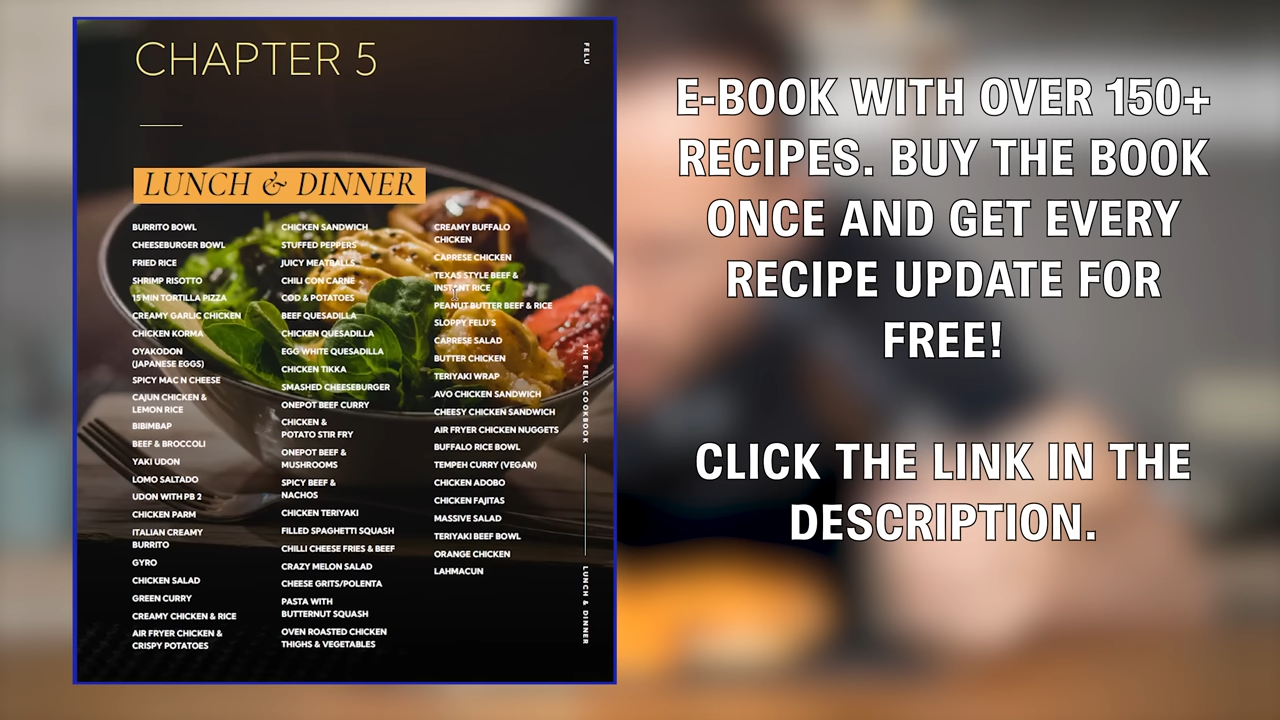 CHAPTER 5
FELU
LUNCH & DINNER
BURRITO BOWL
CHEESEBURGER BOWL
FRIED RICE
SHRIMP RISOTTO
15 MIN TORTILLA PIZZA
CREAMY GARLIC CHICKEN
CHICKEN KORMA
OYAKODON
(JAPANESE EGGS)
SPICY MAC N CHEESE
CAJUN CHICKEN &
LEMON RICE
BIBIMBAP
BEEF & BROCCOLI
YAKI UDON
LOMO SALTADO
UDON WITH PB 2
CHICKEN PARM
ITALIAN CREAMY
BURRITO
GYRO
CHICKEN SALAD
GREEN CURRY
CREAMY CHICKEN & RICE
AIR FRYER CHICKEN &
CRISPY POTATOES
CHICKEN SANDWICH
STUFFED PEPPERS
JUICY MEATBALLS
CHILI CON CARNE
COD & POTATOES
BEEF QUESADILLA
CHICKEN QUESADILLA
EGG WHITE QUESADILLA
CHICKEN TIKKA
SMASHED CHEESEBURGER
ONEPOT BEEF CURRY
CHICKEN &
POTATO STIR FRY
ONEPOT BEEF &
MUSHROOMS
SPICY BEEF &
NACHOS
CHICKEN TERIYAKI
FILLED SPAGHETTI SQUASH
CHILLI CHEESE FRIES & BEEF
CRAZY MELON SALAD
CHEESE GRITS/POLENTA
PASTA WITH
BUTTERNUT SQUASH
OVEN ROASTED CHICKEN
THIGHS & VEGETABLES
CREAMY BUFFALO
CHICKEN
CAPRESE CHICKEN
TEXAS STYLE BEEF &
INSTANT RICE
PEANUT BUTTER BEEF & RICE
SLOPPY FELU'S
CAPRESE SALAD
BUTTER CHICKEN
TERIYAKI WRAP
AVO CHICKEN SANDWICH
CHEESY CHICKEN SANDWICH
AIR FRYER CHICKEN NUGGETS
BUFFALO RICE BOWL
TEMPEH CURRY (VEGAN)
CHICKEN ADOBO
CHICKEN FAJITAS
MASSIVE SALAD
TERIYAKI BEEF BOWL
ORANGE CHICKEN
LAHMACUN
THE FELU COOKBOOK
LUNCH & DINNER
E-BOOK WITH OVER 150+
RECIPES. BUY THE BOOK
ONCE AND GET EVERY
RECIPE UPDATE FOR
FREE!
CLICK THE LINK IN THE
DESCRIPTION.